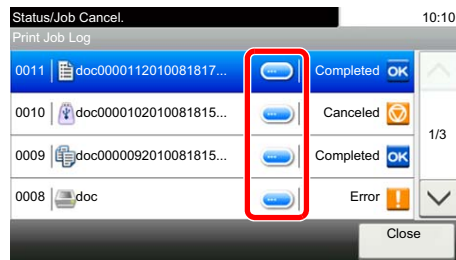 Status/Job Cancel. 10:10
Print Job Log
0011 doc0000112010081817... ... Completed OK
0010 doc0000102010081815... ... Canceled
1/3
0009 doc0000092010081815... ... Completed OK
0008 doc ... Error !
Close